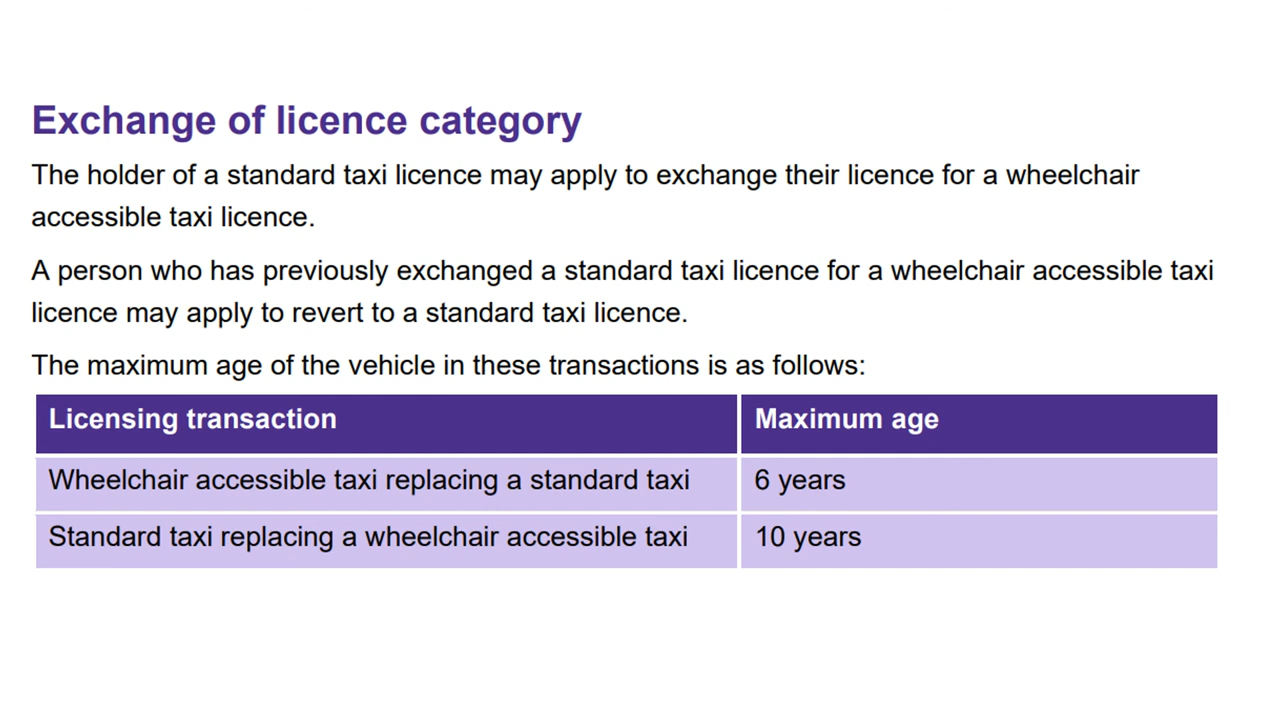 Exchange of licence category
The holder of a standard taxi licence may apply to exchange their licence for a wheelchair
accessible taxi licence.
A person who has previously exchanged a standard taxi licence for a wheelchair accessible taxi
licence may apply to revert to a standard taxi licence.
The maximum age of the vehicle in these transactions is as follows:
Licensing transaction Maximum age
Wheelchair accessible taxi replacing a standard taxi 6 years
Standard taxi replacing a wheelchair accessible taxi 10 years